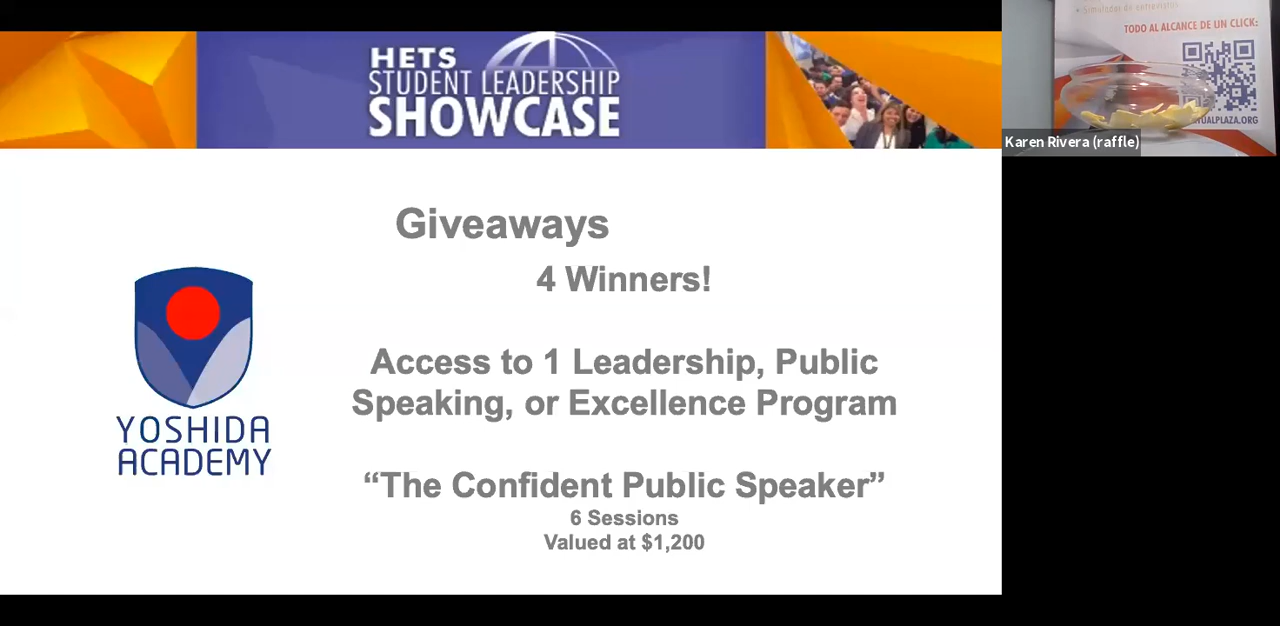 HETS
STUDENT LEADERSHIP
SHOWCASE
Giveaways
4 Winners!
Access to 1 Leadership, Public
Speaking, or Excellence Program
“The Confident Public Speaker”
6 Sessions
Valued at $1,200
YOSHIDA
ACADEMY
TODO AL ALCANCE DE UN CLICK:
Karen Rivera (raffle)